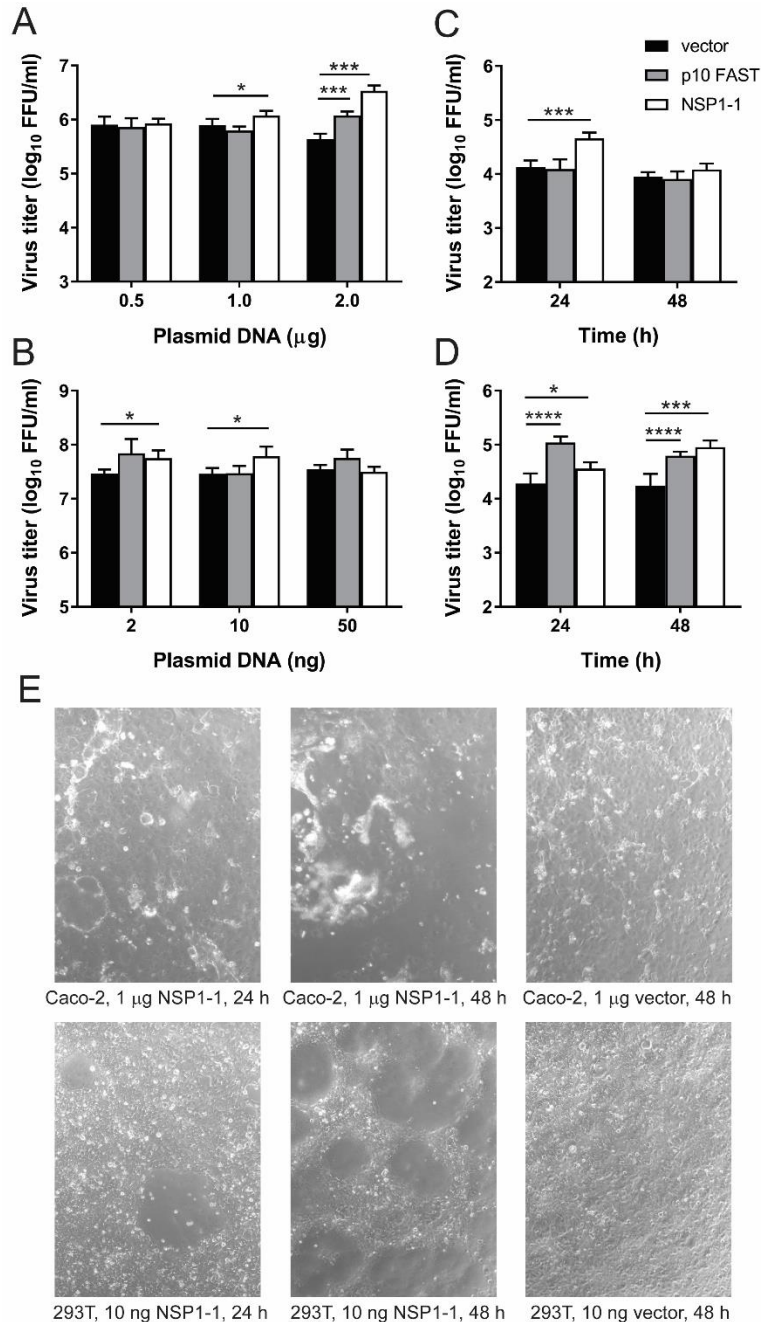 A
Virus titer (log10 FFU/ml)
7
6
5
4
3
*
***
***
0.5 1.0 2.0
Plasmid DNA (μg)
C
vector
p10 FAST
NSP1-1
Virus titer (log10 FFU/ml)
6
5
4
3
2
***
24 48
Time (h)
B
Virus titer (log10 FFU/ml)
9
8
7
6
5
*
*
2 10 50
Plasmid DNA (ng)
D
Virus titer (log10 FFU/ml)
6
5
4
3
2
*
****
***
****
24 48
Time (h)
E
Caco-2, 1 μg NSP1-1, 24 h
Caco-2, 1 μg NSP1-1, 48 h
Caco-2, 1 μg vector, 48 h
293T, 10 ng NSP1-1, 24 h
293T, 10 ng NSP1-1, 48 h
293T, 10 ng vector, 48 h